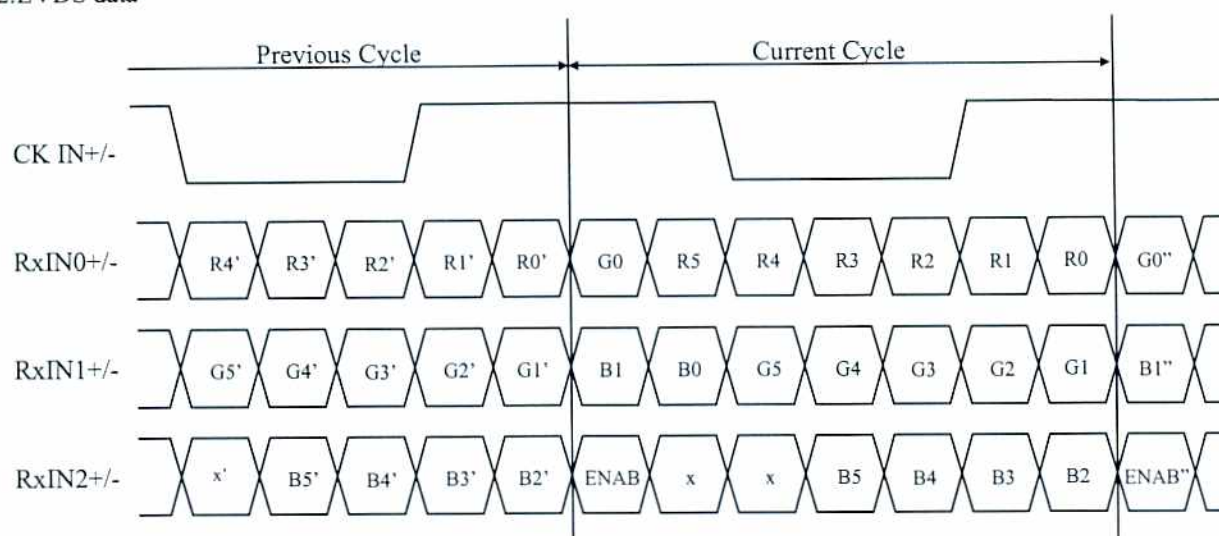 Previous Cycle Current Cycle
CK IN+/-
RxIN0+/- R4' R3' R2' R1' R0' G0 R5 R4 R3 R2 R1 R0 G0"
RxIN1+/- G5' G4' G3' G2' G1' B1 B0 G5 G4 G3 G2 G1 B1"
RxIN2+/- x' B5' B4' B3' B2' ENAB x x B5 B4 B3 B2 ENAB"